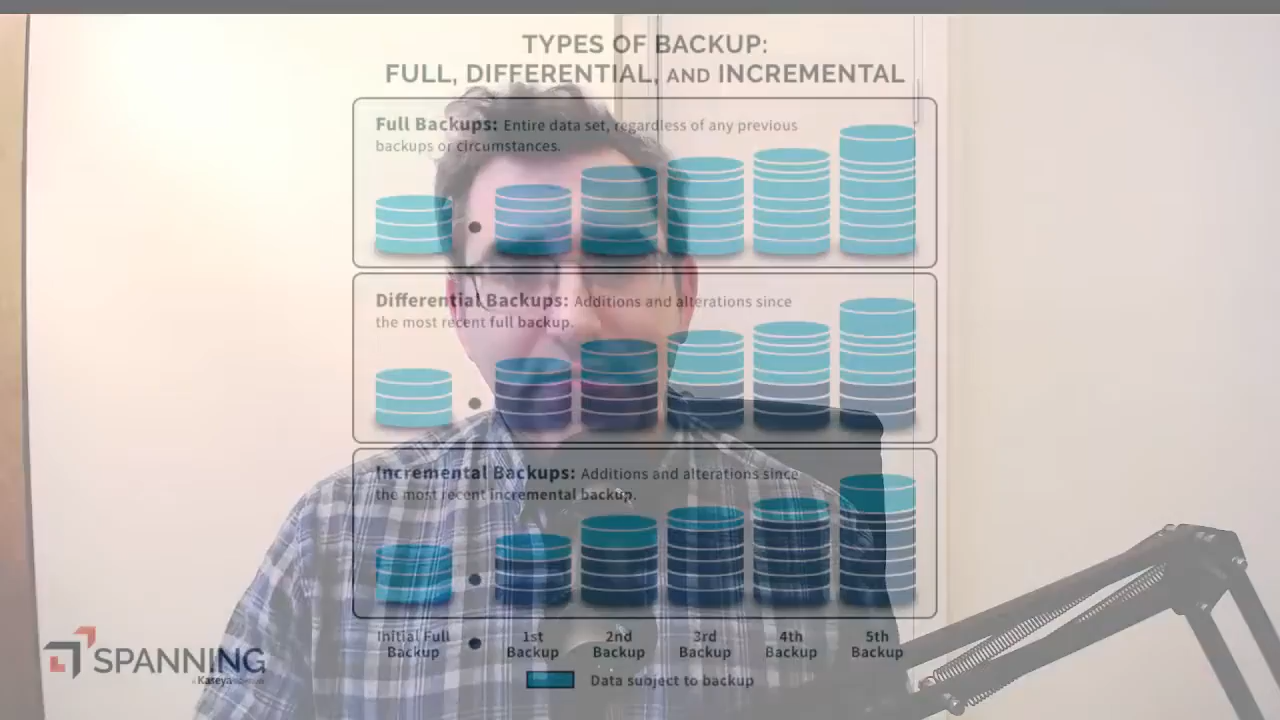 TYPES OF BACKUP:
FULL, DIFFERENTIAL, AND INCREMENTAL
Full Backups: Entire data set, regardless of any previous
backups or circumstances.
Differential Backups: Additions and alterations since
the most recent full backup.
Incremental Backups: Additions and alterations since
the most recent incremental backup.
Initial Full
Backup
1st
Backup
2nd
Backup
3rd
Backup
4th
Backup
5th
Backup
Data subject to backup
SPANNING
Kaseya